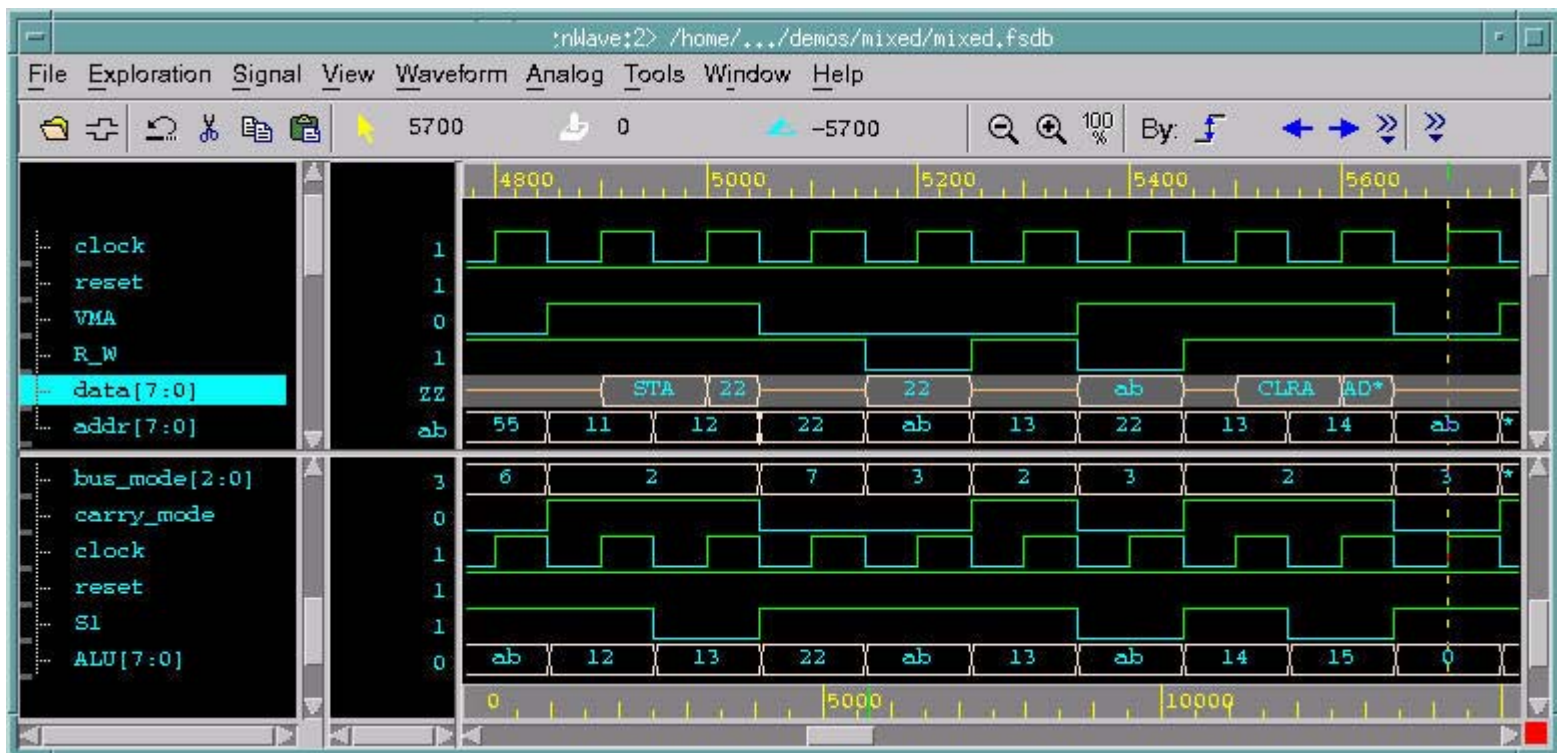 :nWave:2> /home/.../demos/mixed/mixed.fsdb
File Exploration Signal View Waveform Analog Tools Window Help
5700 0 -5700 100 % By:
4800 5000 5200 5400 5600
clock 1
reset 1
VMA 0
R_W 1
data[7:0] ZZ STA 22 22 ab CLRA AD*
addr[7:0] ab 55 11 12 22 ab 13 22 13 14 ab *
bus_mode[2:0] 3 6 2 7 3 2 3 2 3 *
carry_mode 0
clock 1
reset 1
S1 1
ALU[7:0] 0 ab 12 13 22 ab 13 ab 14 15 0
0 5000 10000